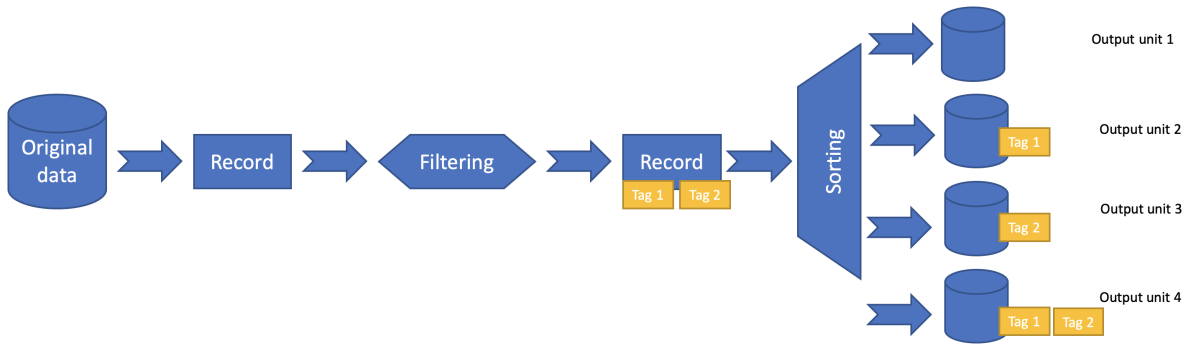 Original
data
Record
Filtering
Record
Tag 1
Tag 2
Sorting
Output unit 1
Output unit 2
Tag 1
Output unit 3
Tag 2
Output unit 4
Tag 1
Tag 2